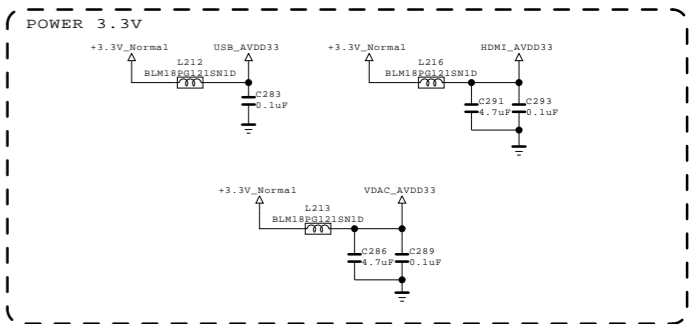 POWER 3.3V
+3.3V_Normal
USB_AVDD33
L212
BLM18PG121SN1D
C283
0.1uF
+3.3V_Normal
HDMI_AVDD33
L216
BLM18PG121SN1D
C291
4.7uF
C293
0.1uF
+3.3V_Normal
VDAC_AVDD33
L213
BLM18PG121SN1D
C286
4.7uF
C289
0.1uF